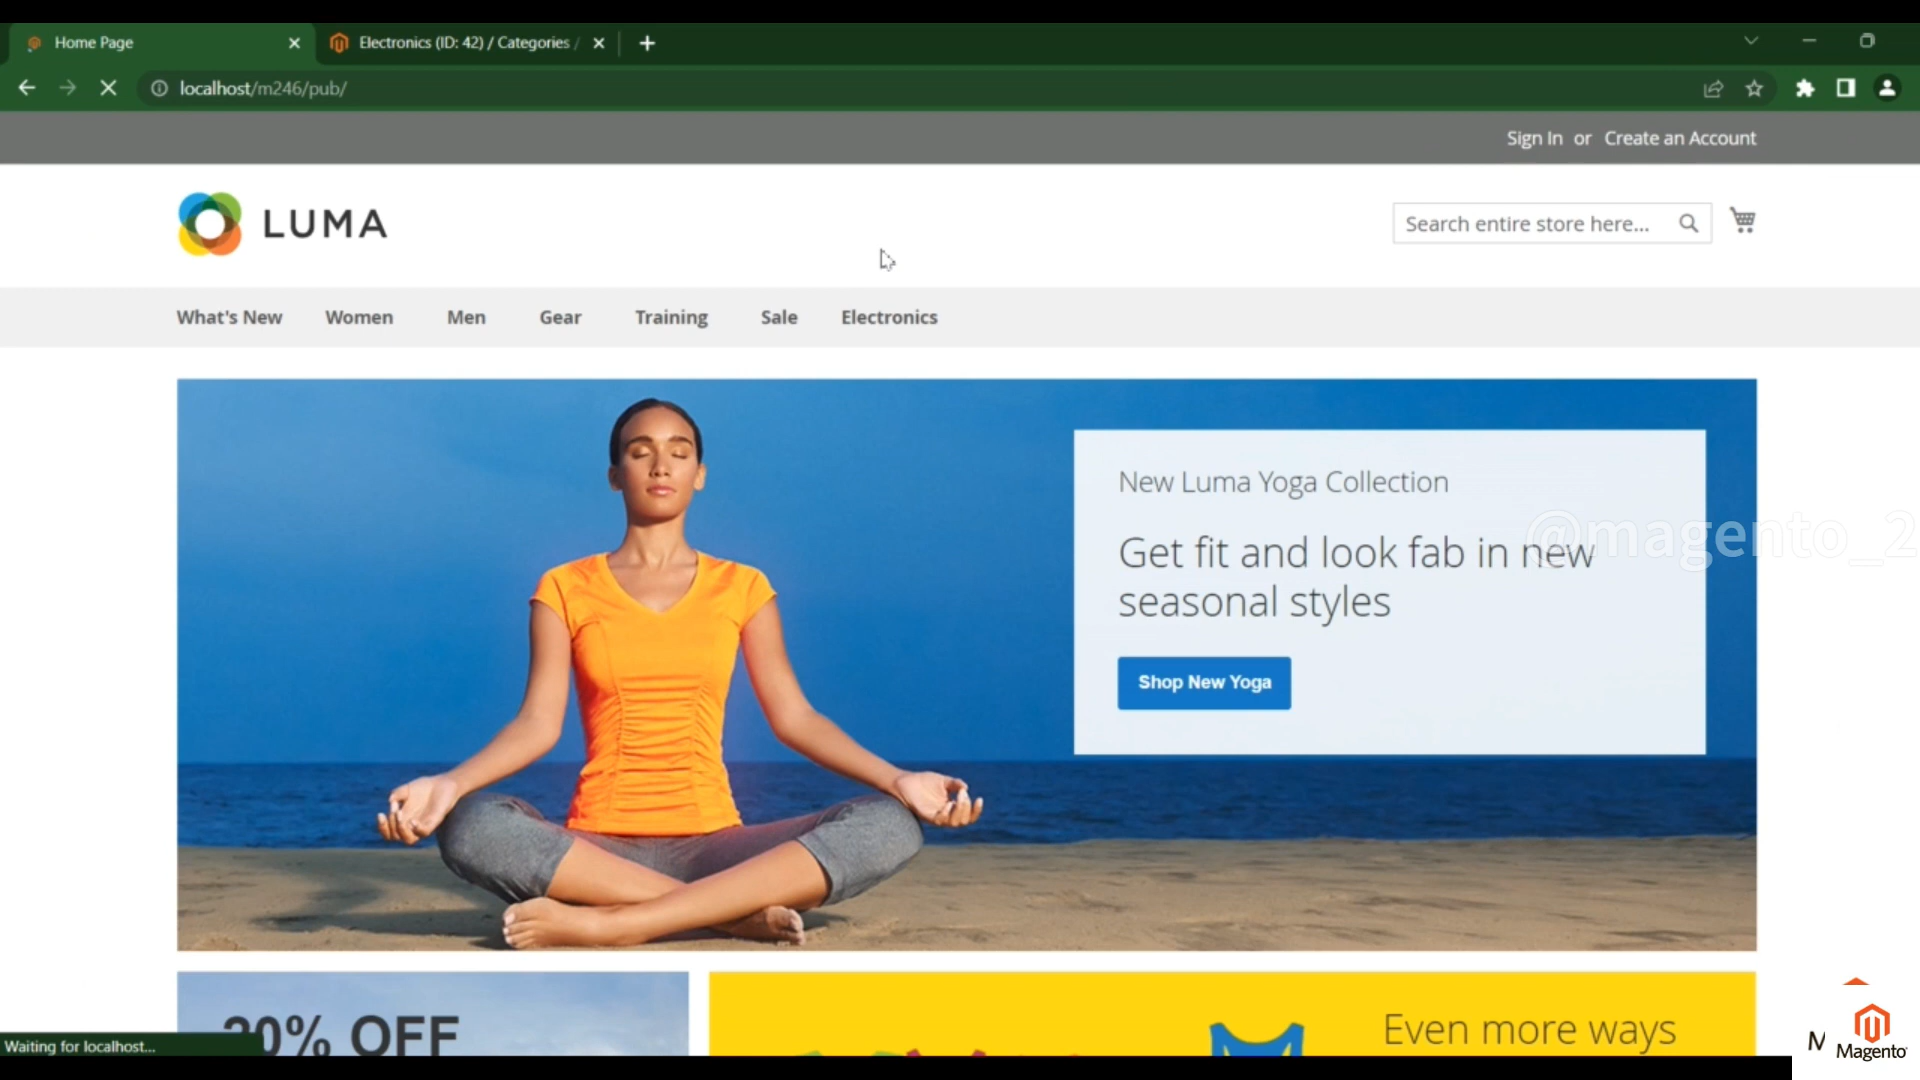 Home Page
Electronics (ID: 42) / Categories /
localhost/m246/pub/
Sign In or Create an Account
LUMA
Search entire store here...
What's New Women Men Gear Training Sale Electronics
New Luma Yoga Collection
Get fit and look fab in new
seasonal styles
@magento_2
Shop New Yoga
20% OFF
Even more ways
Waiting for localhost...
M
Magento